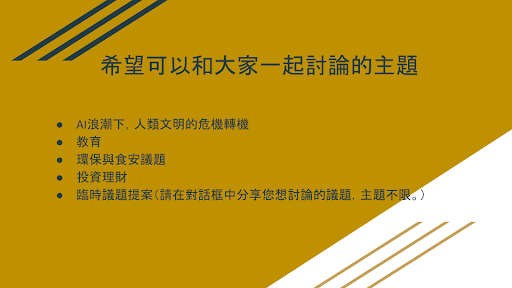 希望可以和大家一起討論的主題
● AI浪潮下，人類文明的危機轉機
● 教育
● 環保與食安議題
● 投資理財
● 臨時議題提案（請在對話框中分享您想討論的議題，主題不限。）